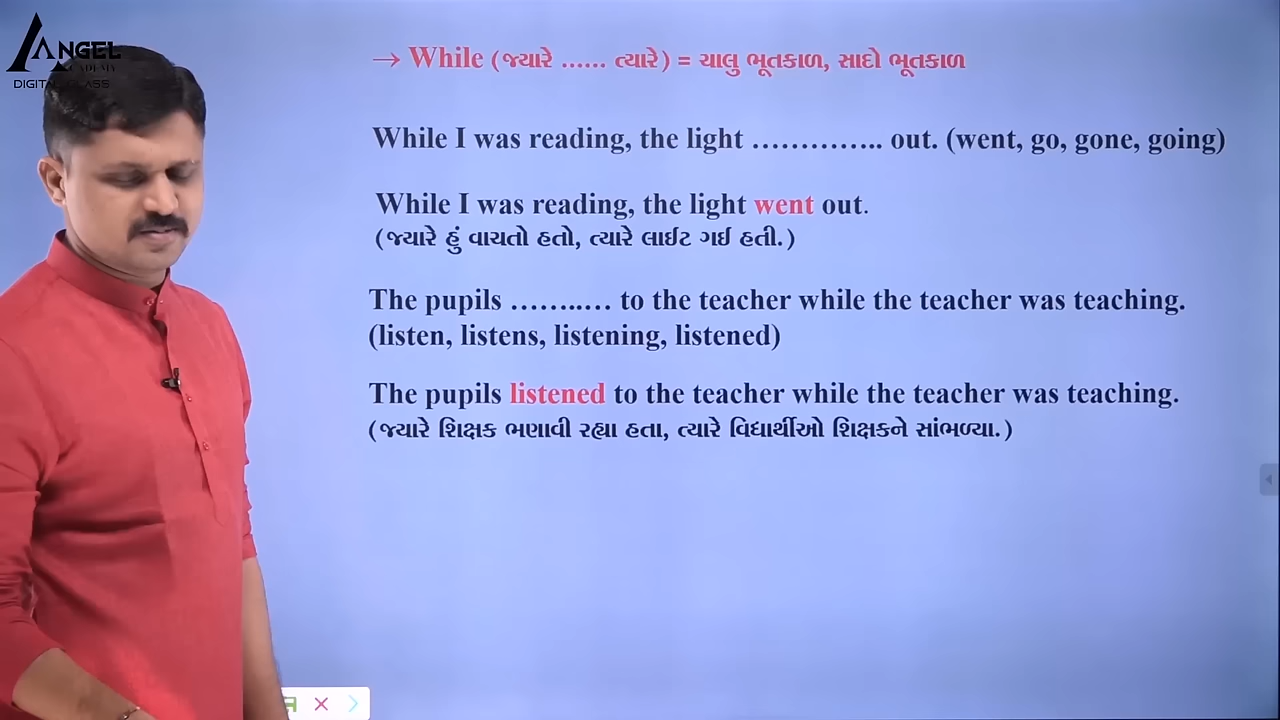 ANGEL
ACADEMY
DIGITAL CLASS
→ While (જ્યારે ...... ત્યારે) = ચાલુ ભૂતકાળ, સાદો ભૂતકાળ
While I was reading, the light ………….. out. (went, go, gone, going)
While I was reading, the light went out.
(જ્યારે હું વાચતો હતો, ત્યારે લાઈટ ગઈ હતી.)
The pupils ……..… to the teacher while the teacher was teaching.
(listen, listens, listening, listened)
The pupils listened to the teacher while the teacher was teaching.
(જ્યારે શિક્ષક ભણાવી રહ્યા હતા, ત્યારે વિદ્યાર્થીઓ શિક્ષકને સાંભળ્યા.)